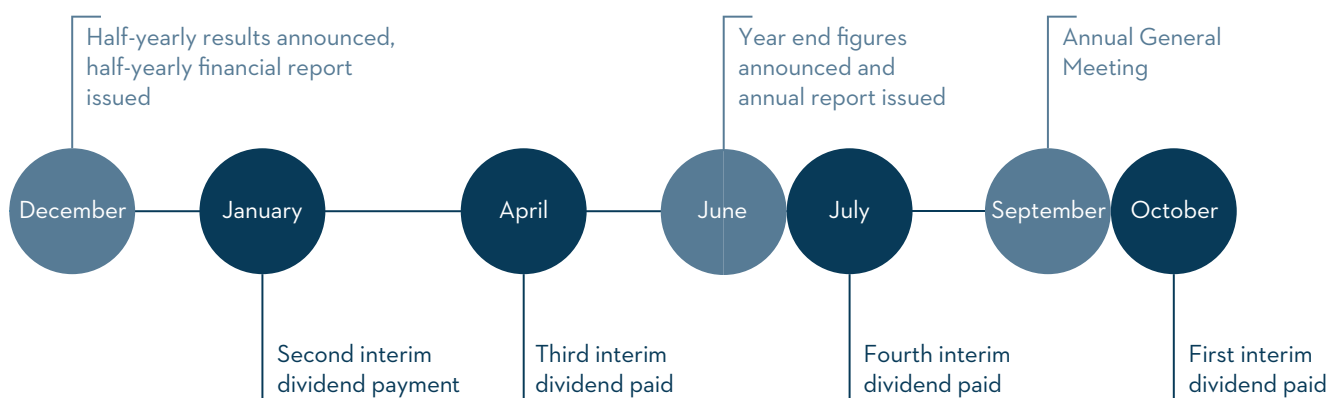 Half-yearly results announced,
half-yearly financial report
issued
Year end figures
announced and
annual report issued
Annual General
Meeting
December
January
April
June
July
September
October
Second interim
dividend payment
Third interim
dividend paid
Fourth interim
dividend paid
First interim
dividend paid